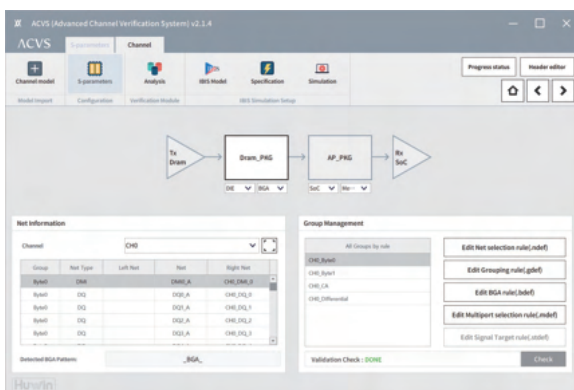 ACVS (Advanced Channel Verification System) v2.1.4
ACVS S-parameters Channel
Channel model S-parameters Analysis IBIS Model Specification Simulation
Model Import Configuration Verification Module IBIS Simulation Setup
Progress status Header editor
Tx
Dram
Dram_PKG
AP_PKG
Rx
SoC
DIE BGA SoC
Net Information
Channel CH0
Group Net Type Left Net Net Right Net
Byte0 DMI DMI0_A CH0_DMI_0
Byte0 DQ DQ0_A CH0_DQ_0
Byte0 DQ DQ1_A CH0_DQ_1
Byte0 DQ DQ2_A CH0_DQ_2
Byte0 DQ DQ3_A CH0_DQ_3
Detected BGA Pattern: _BGA_
Group Management
All Groups by rule
CH0_Byte0
CH0_Byte1
CH0_CA
CH0_Differential
Edit Net selection rule(.ndef)
Edit Grouping rule(.gdef)
Edit BGA rule(.bdef)
Edit Multiport selection rule(.mdef)
Edit Signal Target rule(.stdef)
Validation Check : DONE Check
Huwin